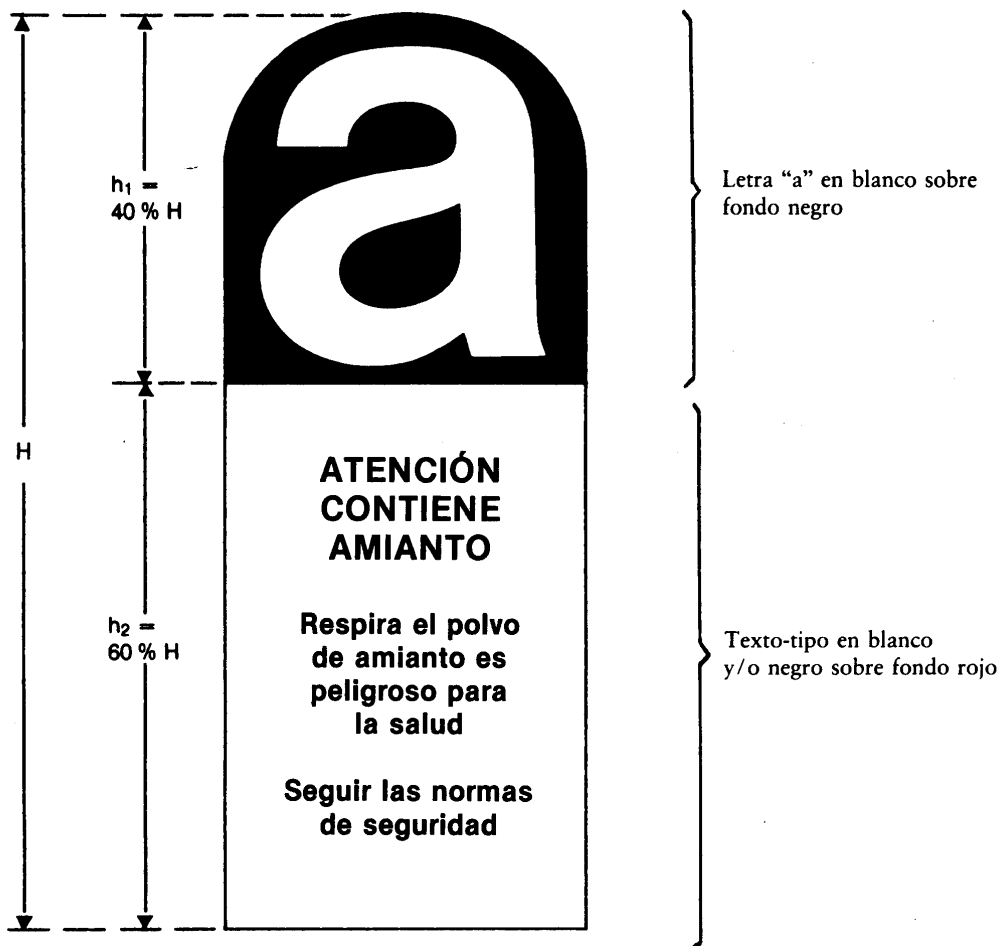 a
h₁ =
40 % H
Letra “a” en blanco sobre
fondo negro
H
ATENCIÓN
CONTIENE
AMIANTO
h₂ =
60 % H
Respira el polvo
de amianto es
peligroso para
la salud
Texto-tipo en blanco
y/o negro sobre fondo rojo
Seguir las normas
de seguridad